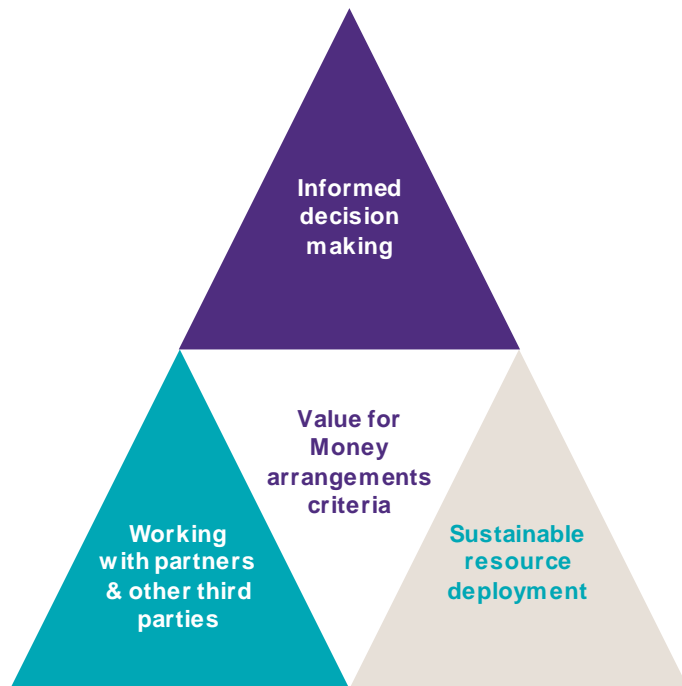 Informed
decision
making
Value for
Money
arrangements
criteria
Working
with partners
& other third
parties
Sustainable
resource
deployment